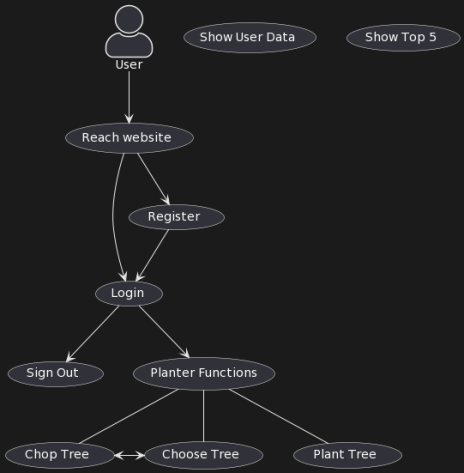 Show User Data
Show Top 5
User
Reach website
Register
Login
Sign Out
Planter Functions
Chop Tree
Choose Tree
Plant Tree